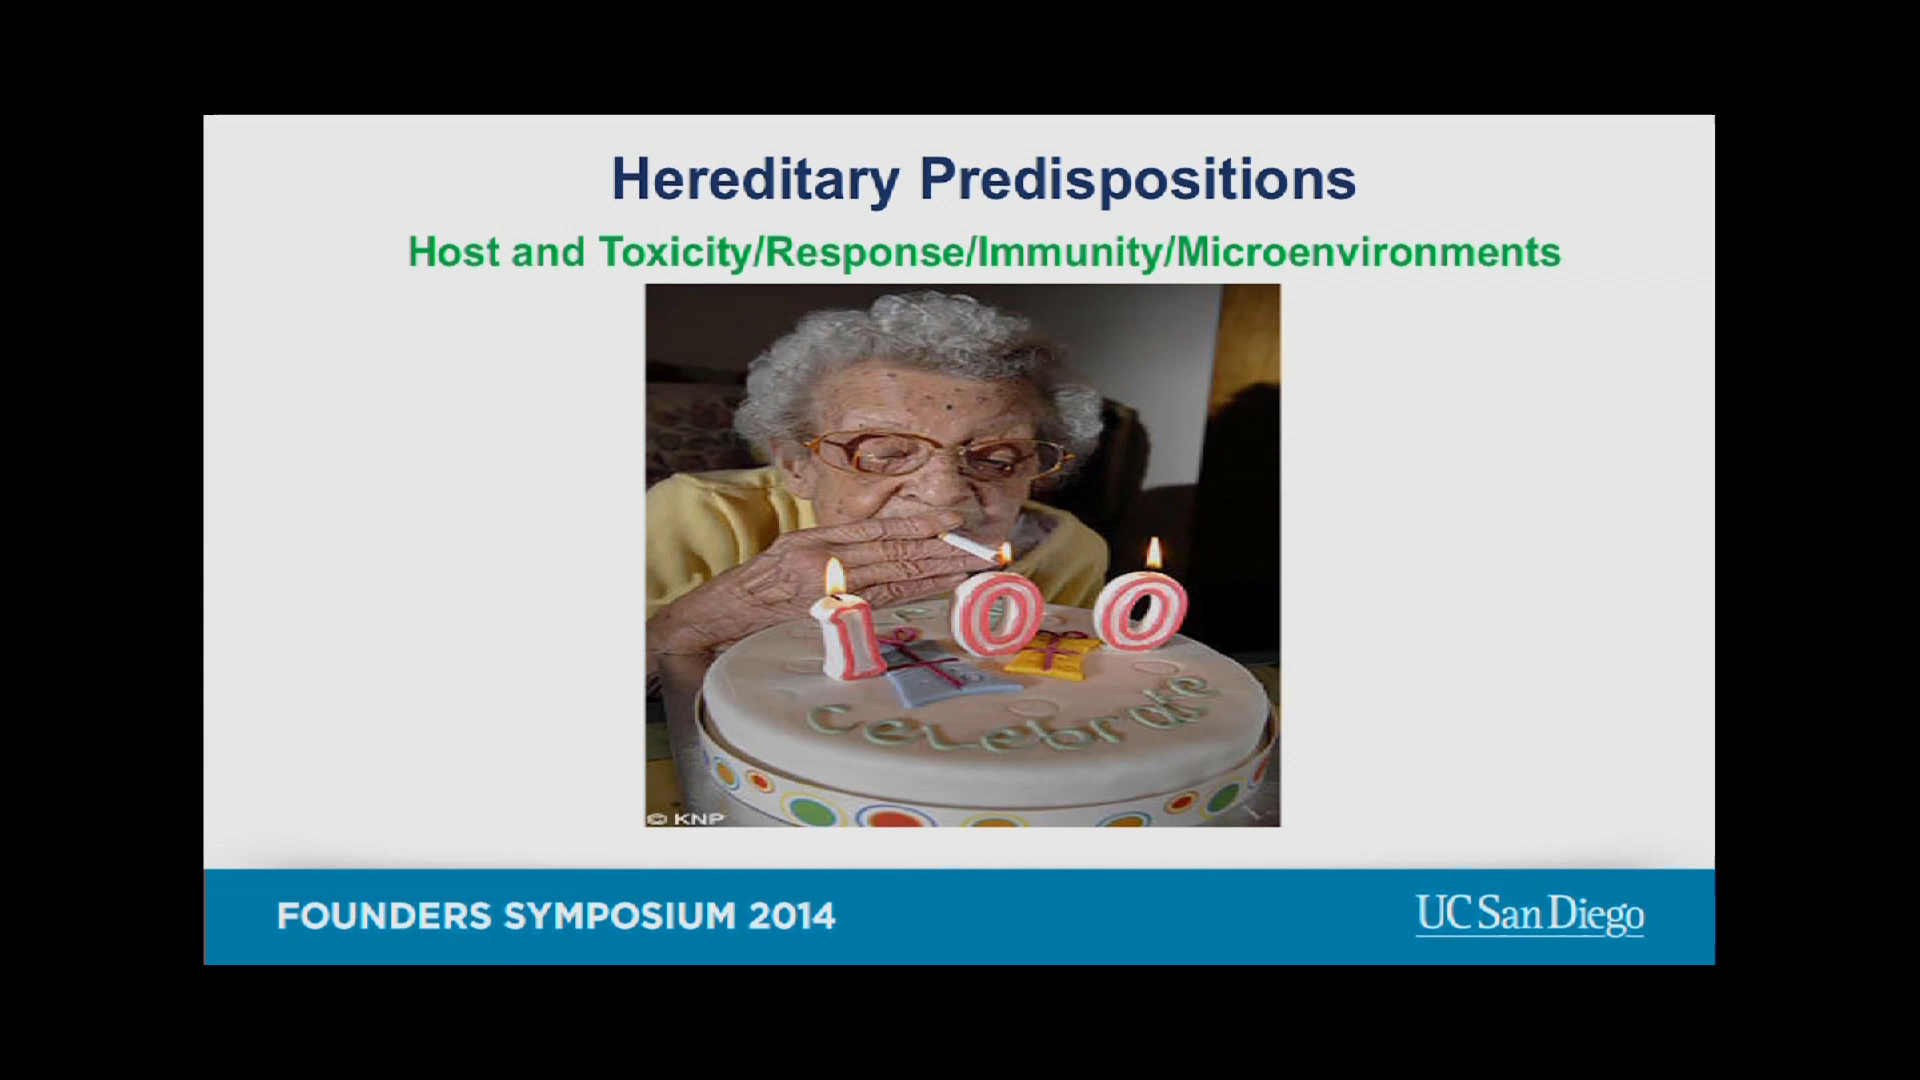 Hereditary Predispositions
Host and Toxicity/Response/Immunity/Microenvironments
100
celebrate
© KNP
FOUNDERS SYMPOSIUM 2014
UC San Diego